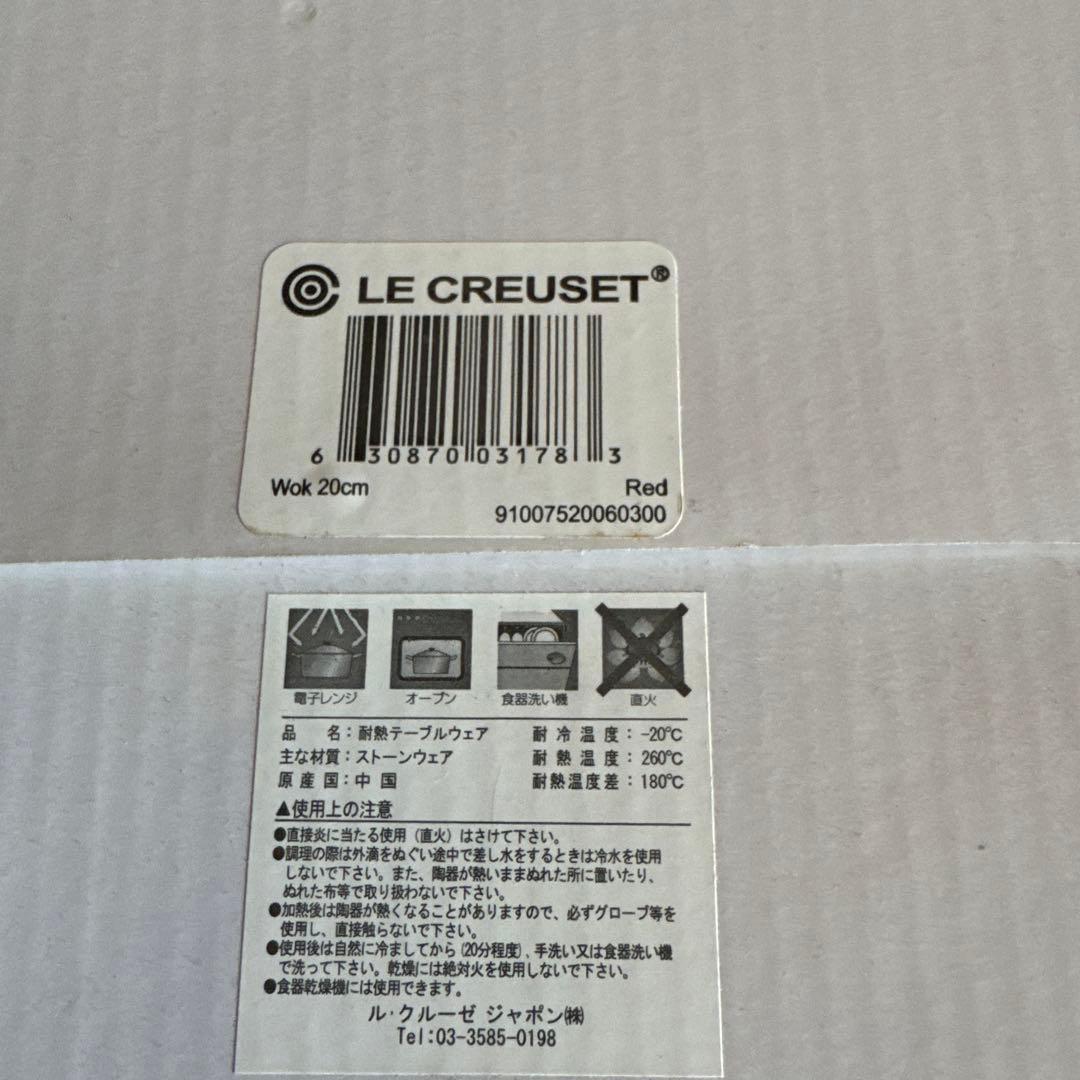 LE CREUSET®
6 30870 03178 3
Wok 20cm Red
91007520060300
電子レンジ オーブン 食器洗い機 直火
品名：耐熱テーブルウェア 耐冷温度：-20℃
主な材質：ストーンウェア 耐熱温度：260℃
原産国：中国 耐熱温度差：180℃
▲使用上の注意
●直接炎に当たる使用（直火）はさけて下さい。
●調理の際は外滴をぬぐい途中で差し水をするときは冷水を使用
しないで下さい。また、陶器が熱いままぬれた所に置いたり、
ぬれた布等で取り扱わないで下さい。
●加熱後は陶器が熱くなることがありますので、必ずグローブ等を
使用し、直接触らないで下さい。
●使用後は自然に冷ましてから(20分程度)、手洗い又は食器洗い機
で洗って下さい。乾燥には絶対火を使用しないで下さい。
●食器乾燥機には使用できます。
ル・クルーゼ ジャポン㈱
Tel:03-3585-0198